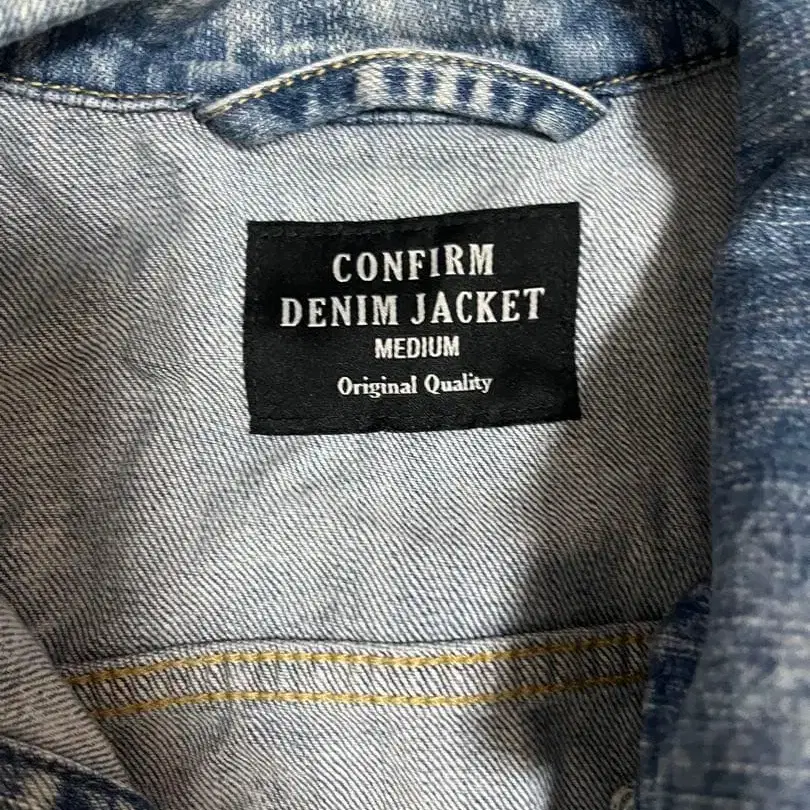 CONFIRM
DENIM JACKET
MEDIUM
Original Quality